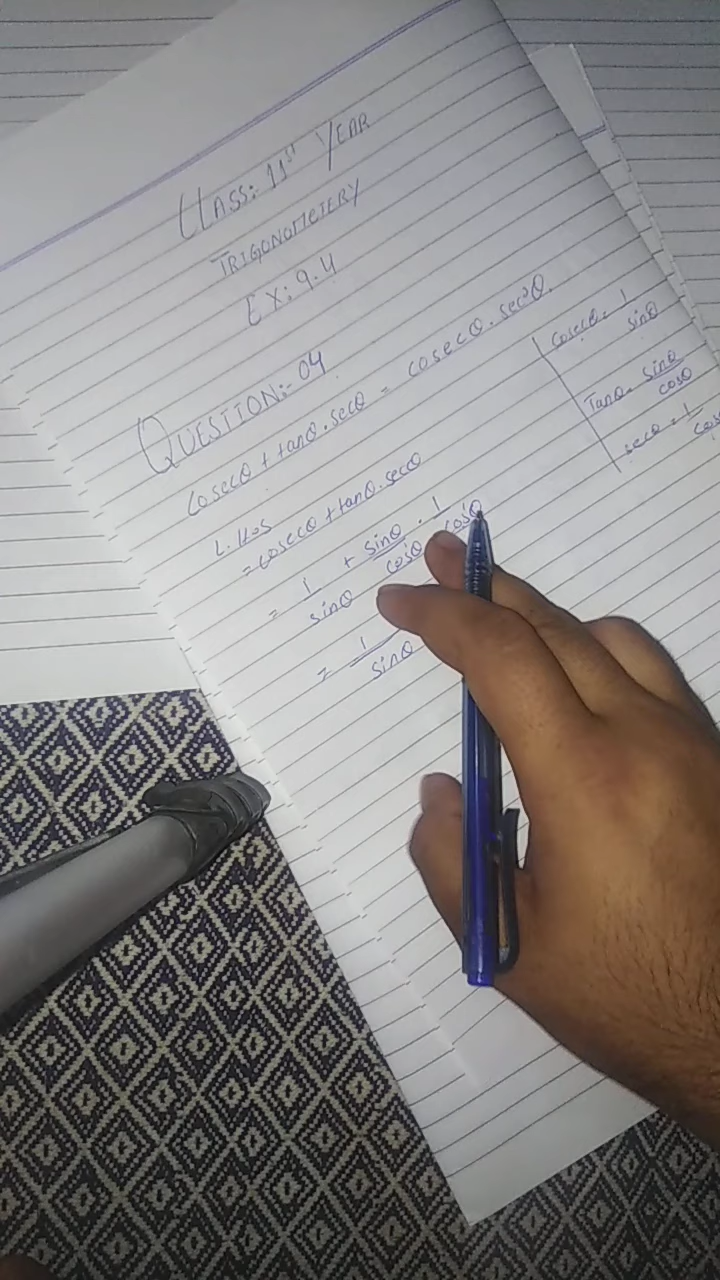 CLASS: 11st YEAR
TRIGONOMETERY
EX: 9.4
QUESTION:- 04
cosecθ + tanθ . secθ = cosecθ . sec²θ.
L.H.S
= cosecθ + tanθ . secθ
= 1/sinθ + sinθ/cosθ . 1/cosθ
= 1/sinθ
cosecθ = 1/sinθ
Tanθ = sinθ/cosθ
secθ = 1/cos